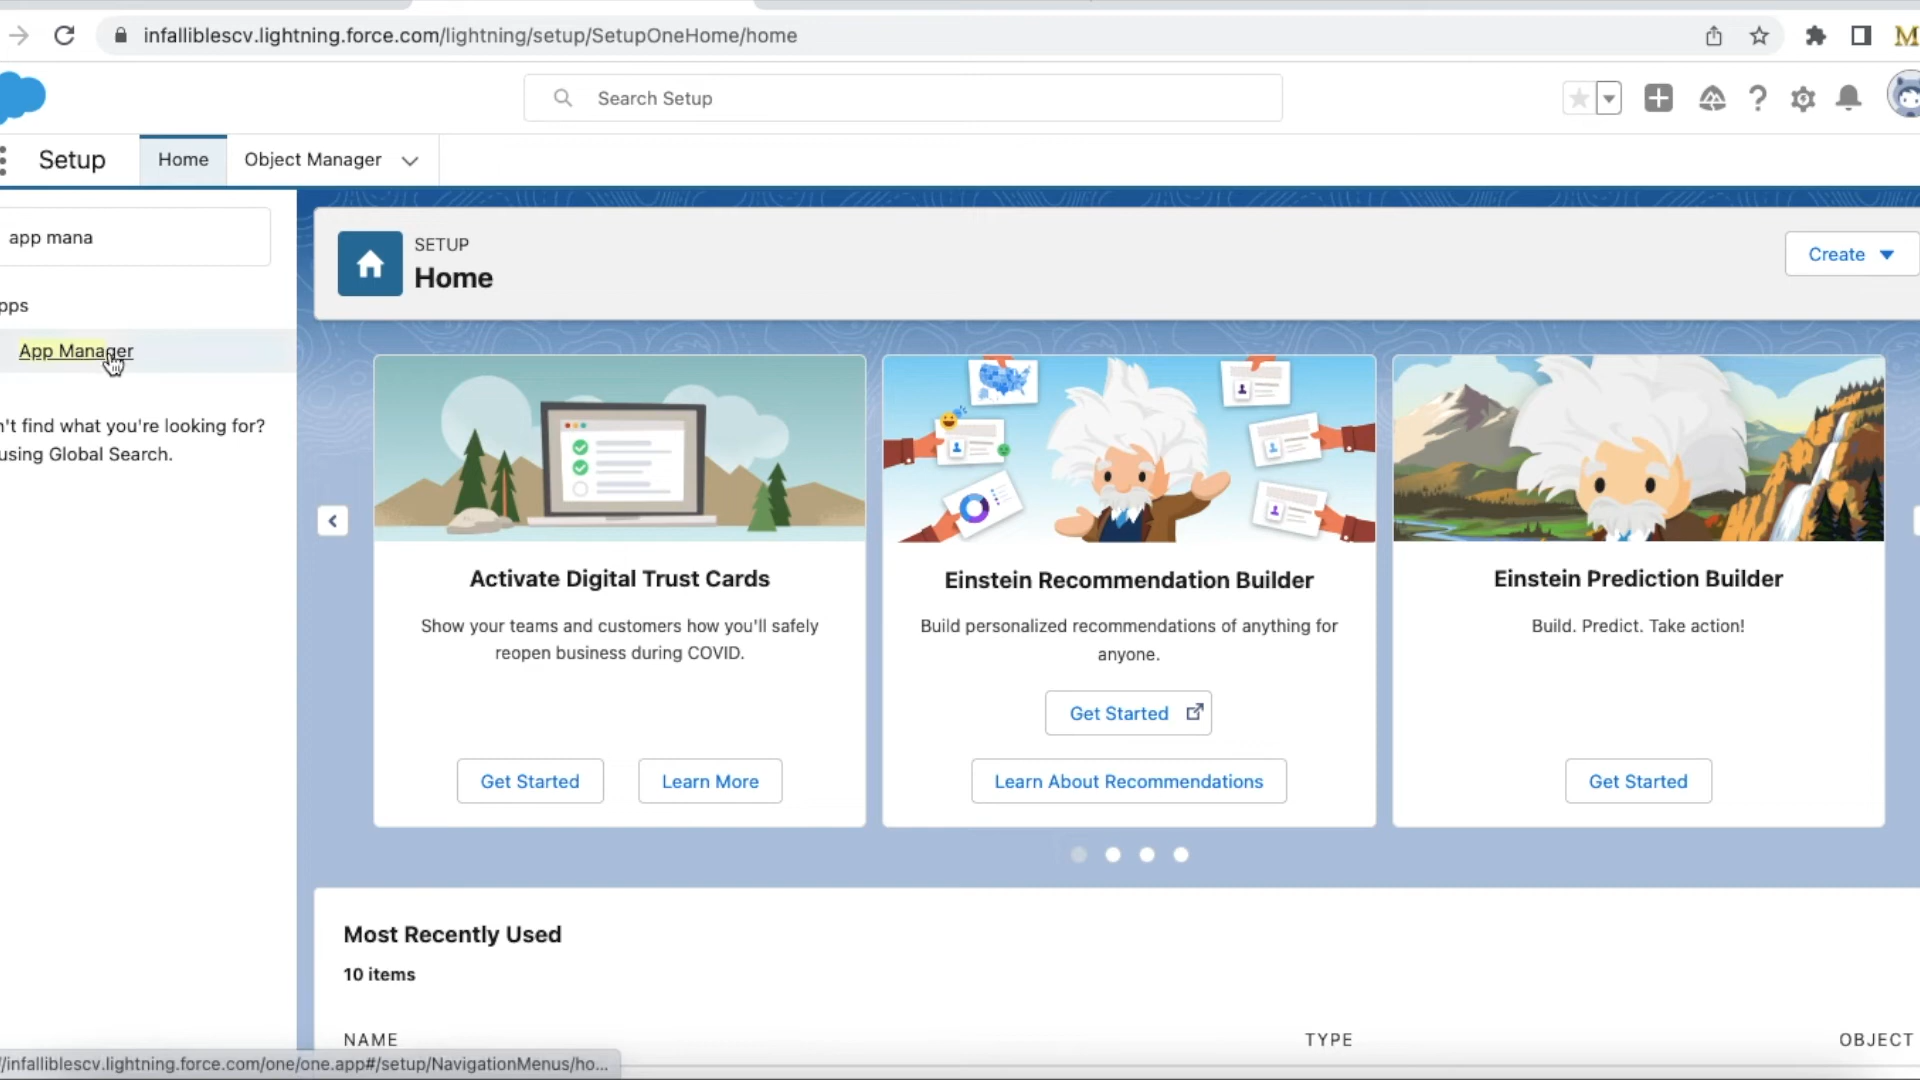 infalliblescv.lightning.force.com/lightning/setup/SetupOneHome/home
M
Search Setup
Setup
Home
Object Manager
app mana
SETUP
Home
Create
pps
App Manager
n't find what you're looking for?
using Global Search.
Activate Digital Trust Cards
Show your teams and customers how you'll safely
reopen business during COVID.
Get Started
Learn More
Einstein Recommendation Builder
Build personalized recommendations of anything for
anyone.
Get Started
Learn About Recommendations
Einstein Prediction Builder
Build. Predict. Take action!
Get Started
Most Recently Used
10 items
NAME
TYPE
OBJECT
/infalliblescv.lightning.force.com/one/one.app#/setup/NavigationMenus/ho...